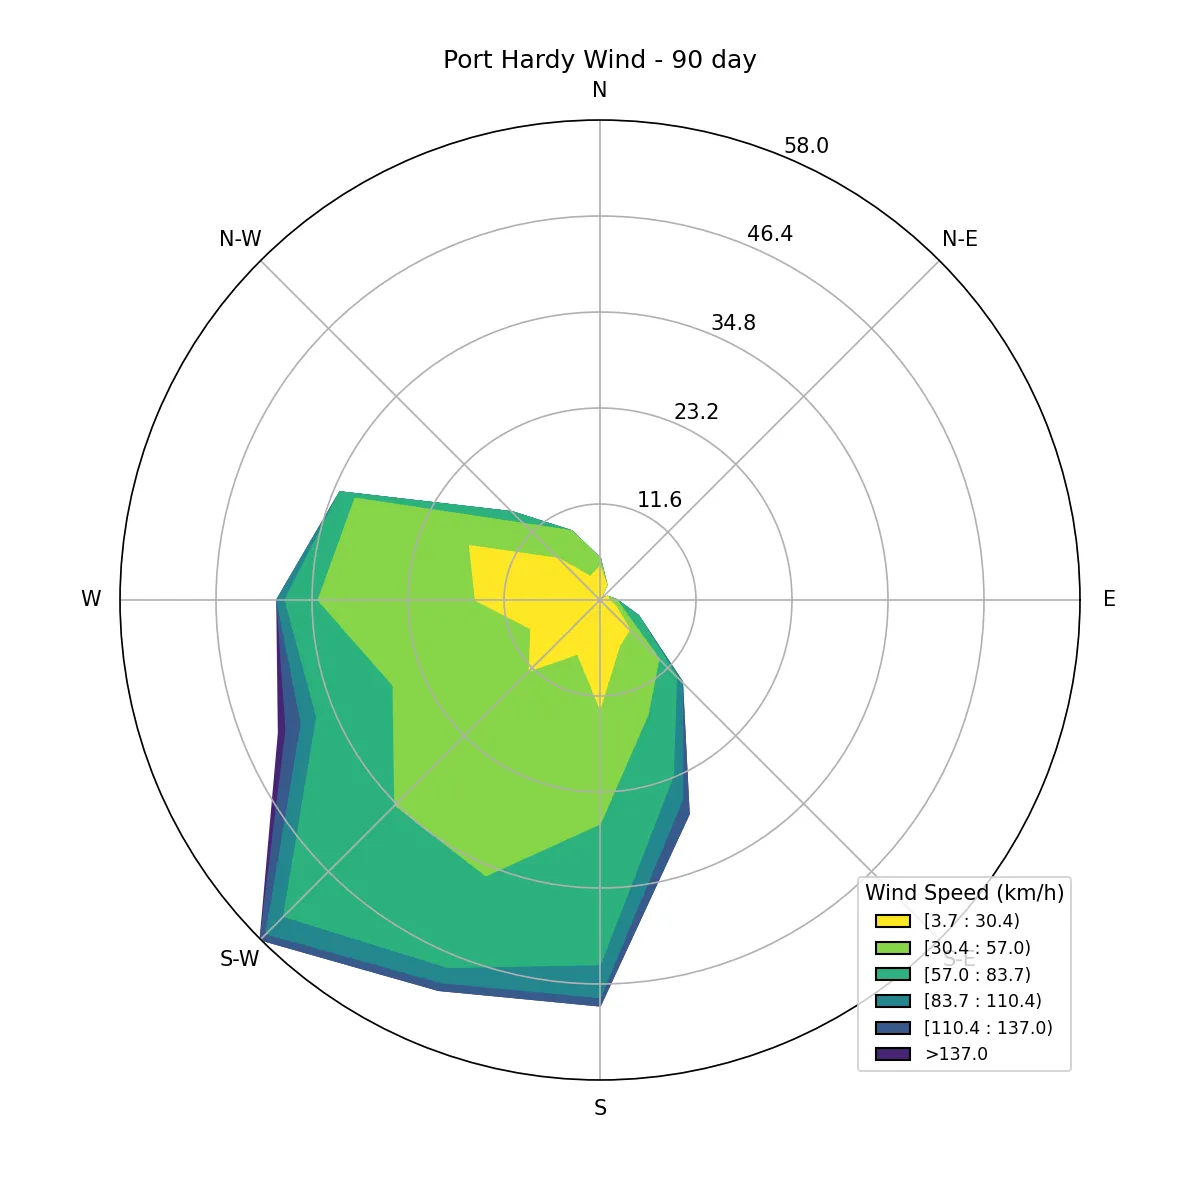 Port Hardy Wind - 90 day
N
58.0
46.4
N-W
N-E
34.8
23.2
11.6
W
E
Wind Speed (km/h)
[3.7 : 30.4)
[30.4 : 57.0)
S-W
S-E
[57.0 : 83.7)
[83.7 : 110.4)
[110.4 : 137.0)
>137.0
S